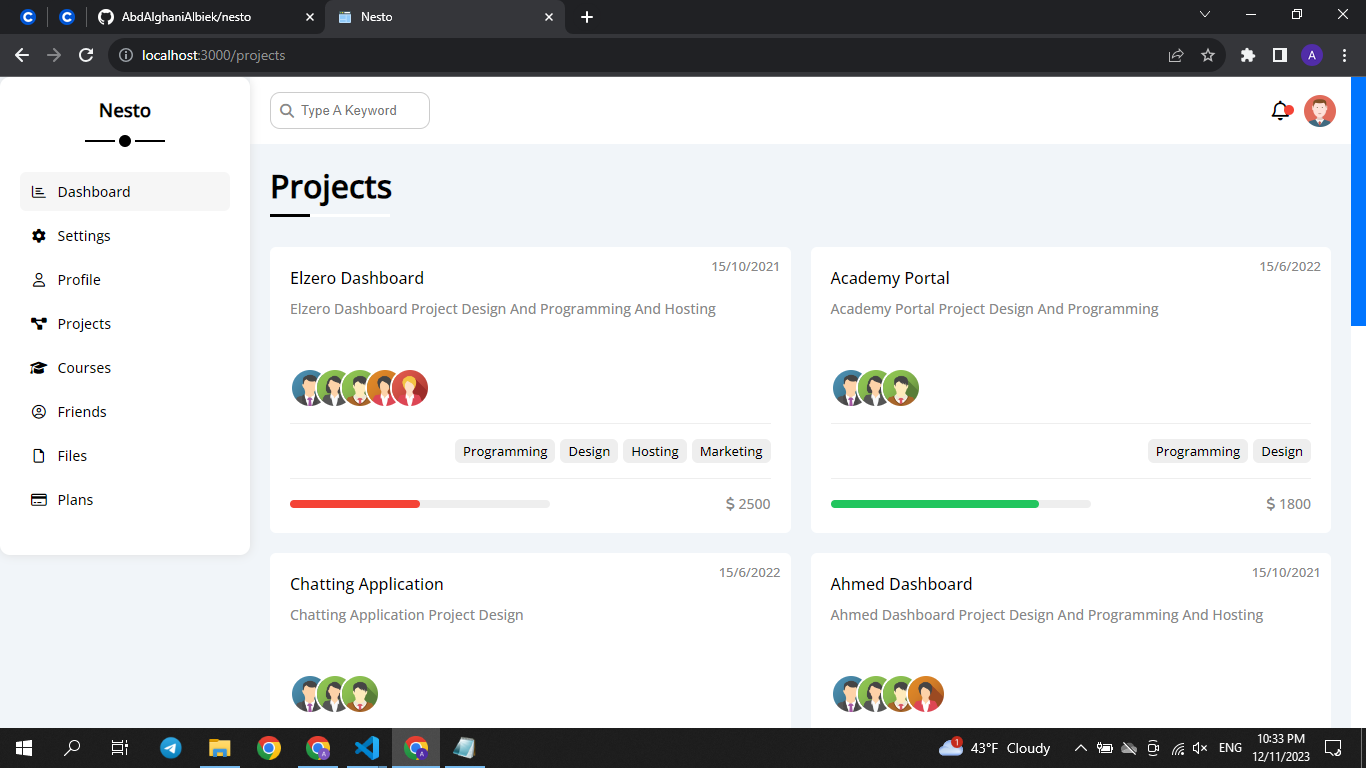 AbdAlghaniAlbiek/nesto
Nesto
localhost:3000/projects
A
Nesto
Type A Keyword
Dashboard
Settings
Profile
Projects
Courses
Friends
Files
Plans
Projects
Elzero Dashboard
15/10/2021
Elzero Dashboard Project Design And Programming And Hosting
Programming
Design
Hosting
Marketing
$ 2500
Academy Portal
15/6/2022
Academy Portal Project Design And Programming
Programming
Design
$ 1800
Chatting Application
15/6/2022
Chatting Application Project Design
Ahmed Dashboard
15/10/2021
Ahmed Dashboard Project Design And Programming And Hosting
1
43°F Cloudy
ENG
10:33 PM
12/11/2023